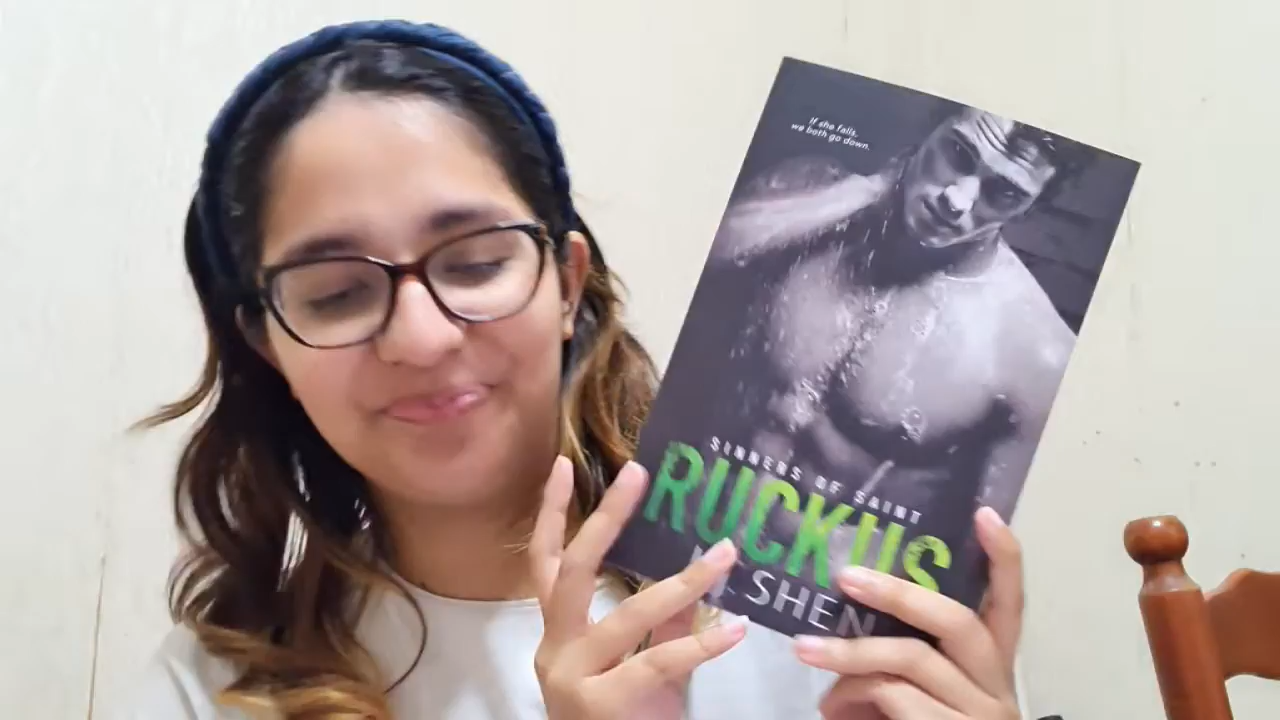 If she falls,
we both go down.
SINNERS OF SAINT
RUCKUS
SHEN